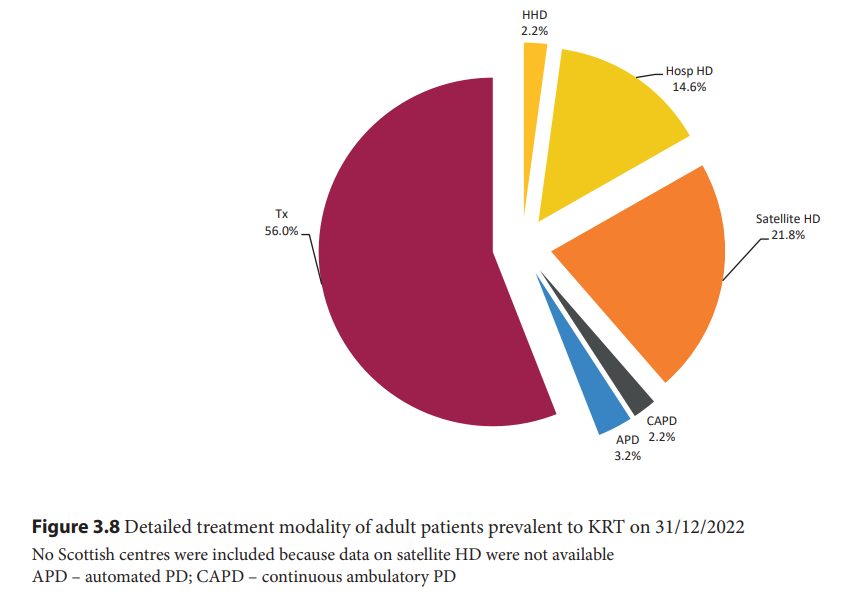 HHD
2.2%
Hosp HD
14.6%
Tx
56.0%
Satellite HD
21.8%
CAPD
2.2%
APD
3.2%
Figure 3.8 Detailed treatment modality of adult patients prevalent to KRT on 31/12/2022
No Scottish centres were included because data on satellite HD were not available
APD – automated PD; CAPD – continuous ambulatory PD